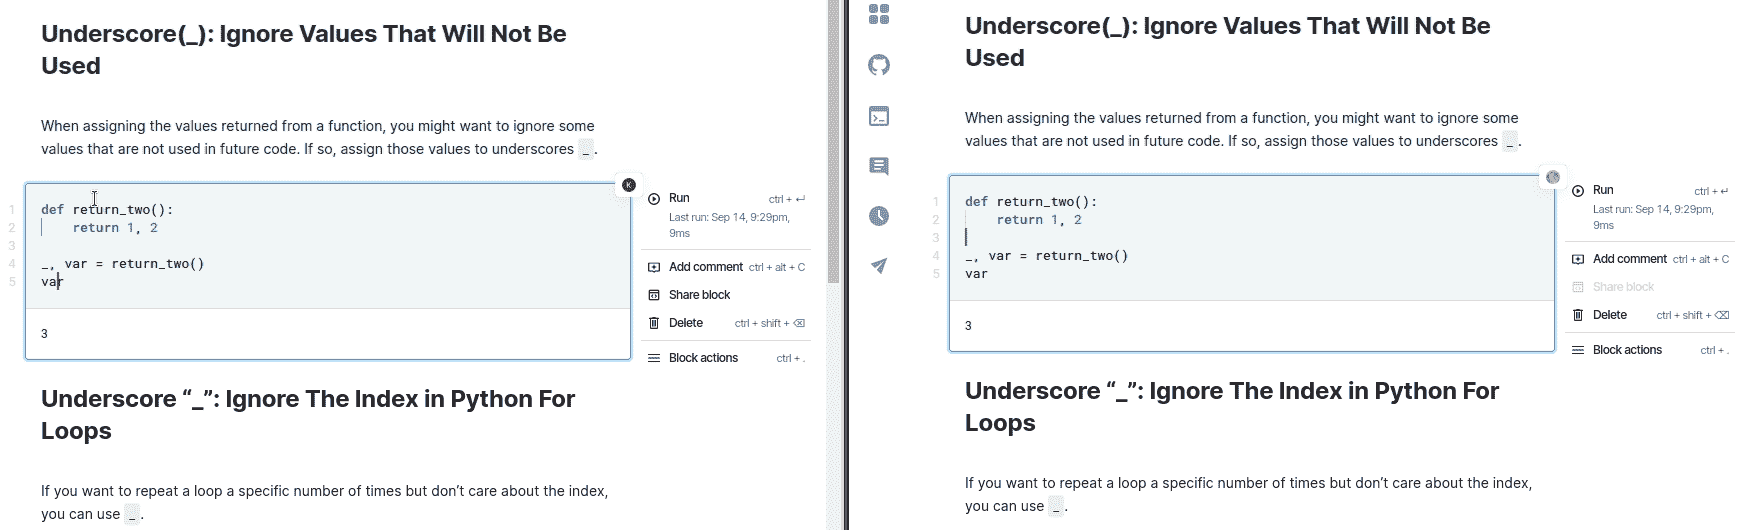 Underscore(_): Ignore Values That Will Not Be
Used
When assigning the values returned from a function, you might want to ignore some
values that are not used in future code. If so, assign those values to underscores _ .
K
1 def return_two():
2     return 1, 2
3
4 _, var = return_two()
5 var
3
Run ctrl + ↵
Last run: Sep 14, 9:29pm,
9ms
Add comment ctrl + alt + C
Share block
Delete ctrl + shift + ⌫
Block actions ctrl + .
Underscore “_”: Ignore The Index in Python For
Loops
If you want to repeat a loop a specific number of times but don’t care about the index,
you can use _ .
Underscore(_): Ignore Values That Will Not Be
Used
When assigning the values returned from a function, you might want to ignore some
values that are not used in future code. If so, assign those values to underscores _ .
1 def return_two():
2     return 1, 2
3
4 _, var = return_two()
5 var
3
Run ctrl + ↵
Last run: Sep 14, 9:29pm,
9ms
Add comment ctrl + alt + C
Share block
Delete ctrl + shift + ⌫
Block actions ctrl + .
Underscore “_”: Ignore The Index in Python For
Loops
If you want to repeat a loop a specific number of times but don’t care about the index,
you can use _ .